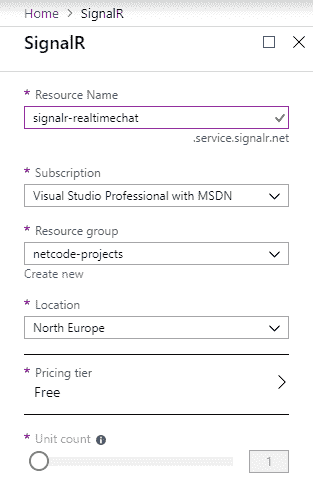 Home > SignalR
SignalR
* Resource Name
signalr-realtimechat
.service.signalr.net
* Subscription
Visual Studio Professional with MSDN
* Resource group
netcode-projects
Create new
* Location
North Europe
* Pricing tier
Free
* Unit count
1